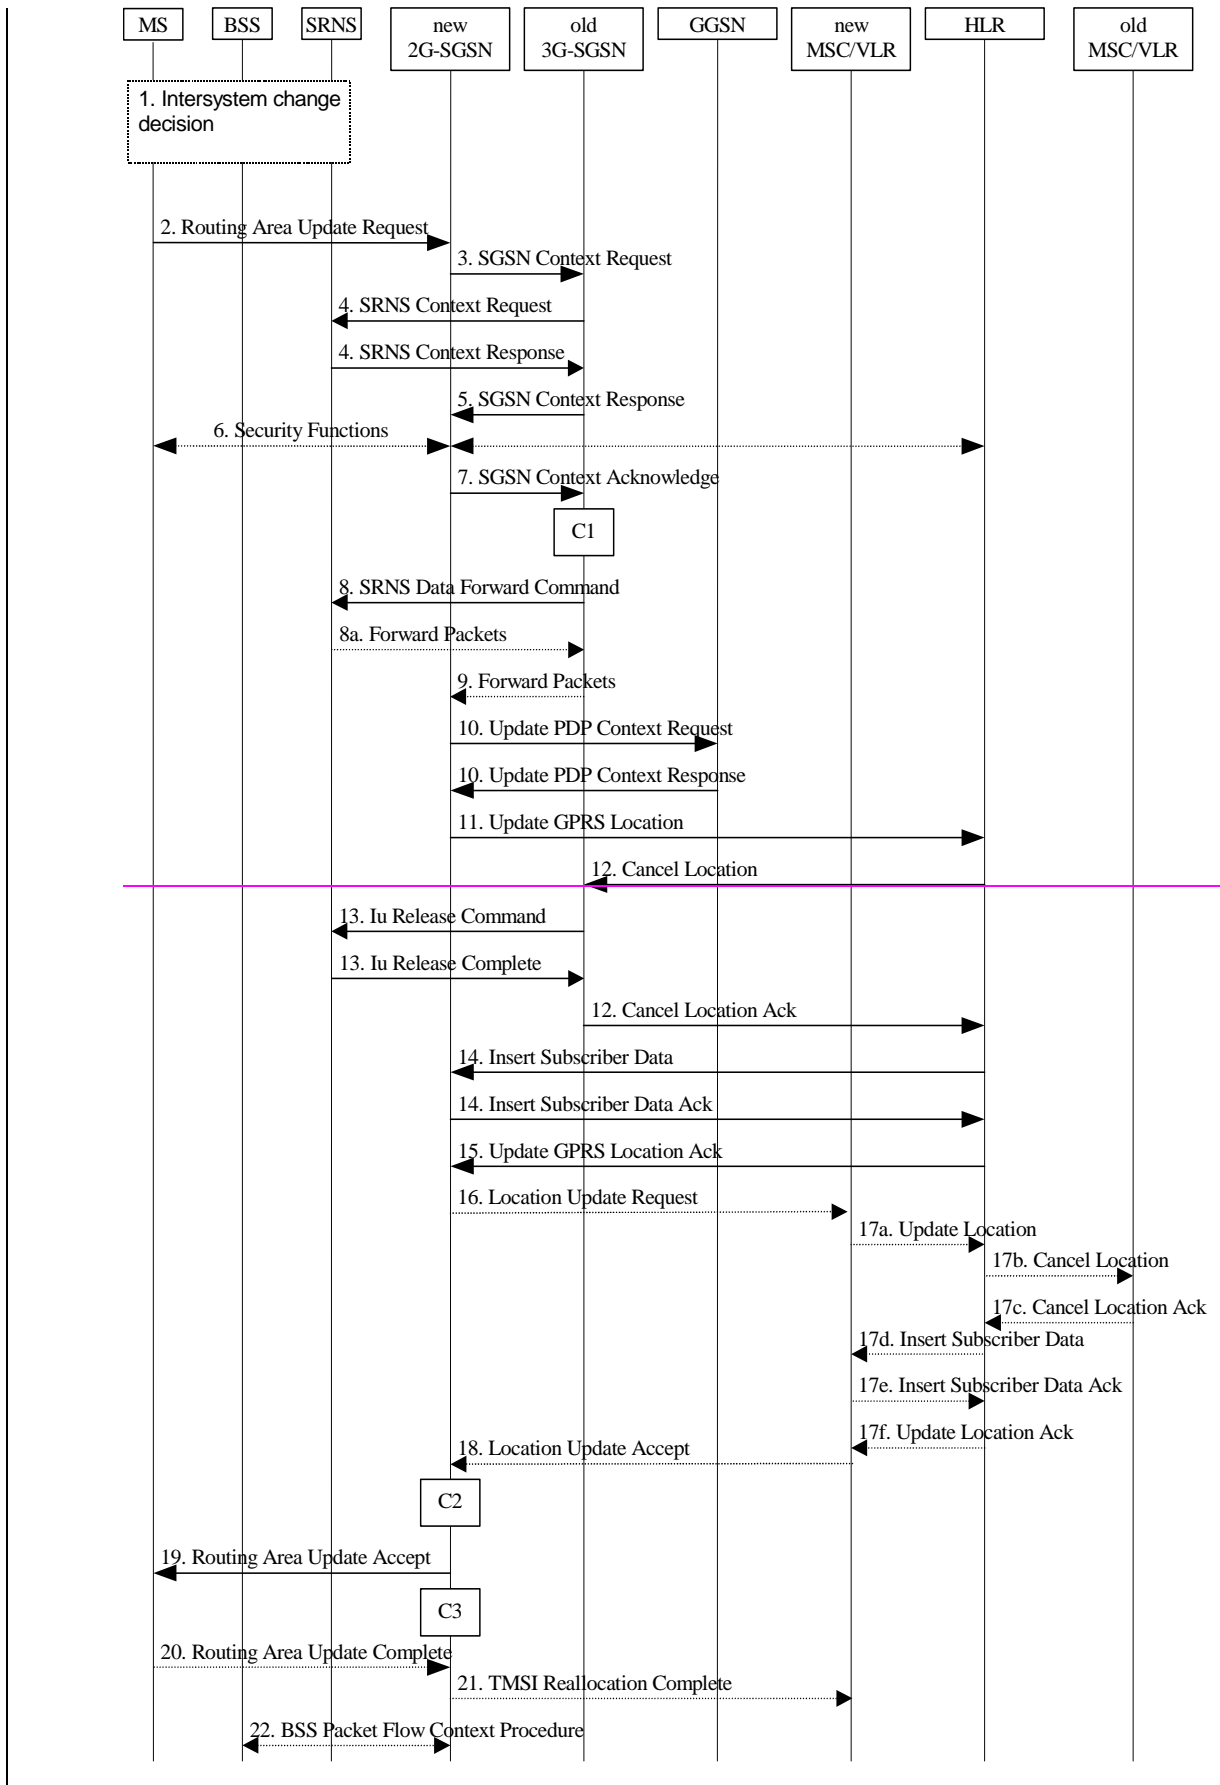 MS
BSS
SRNS
new
2G-SGSN
old
3G-SGSN
GGSN
new
MSC/VLR
HLR
old
MSC/VLR
1. Intersystem change
decision
2. Routing Area Update Request
3. SGSN Context Request
4. SRNS Context Request
4. SRNS Context Response
5. SGSN Context Response
6. Security Functions
7. SGSN Context Acknowledge
C1
8. SRNS Data Forward Command
8a. Forward Packets
9. Forward Packets
10. Update PDP Context Request
10. Update PDP Context Response
11. Update GPRS Location
12. Cancel Location
13. Iu Release Command
13. Iu Release Complete
12. Cancel Location Ack
14. Insert Subscriber Data
14. Insert Subscriber Data Ack
15. Update GPRS Location Ack
16. Location Update Request
17a. Update Location
17b. Cancel Location
17c. Cancel Location Ack
17d. Insert Subscriber Data
17e. Insert Subscriber Data Ack
17f. Update Location Ack
18. Location Update Accept
C2
19. Routing Area Update Accept
C3
20. Routing Area Update Complete
21. TMSI Reallocation Complete
22. BSS Packet Flow Context Procedure